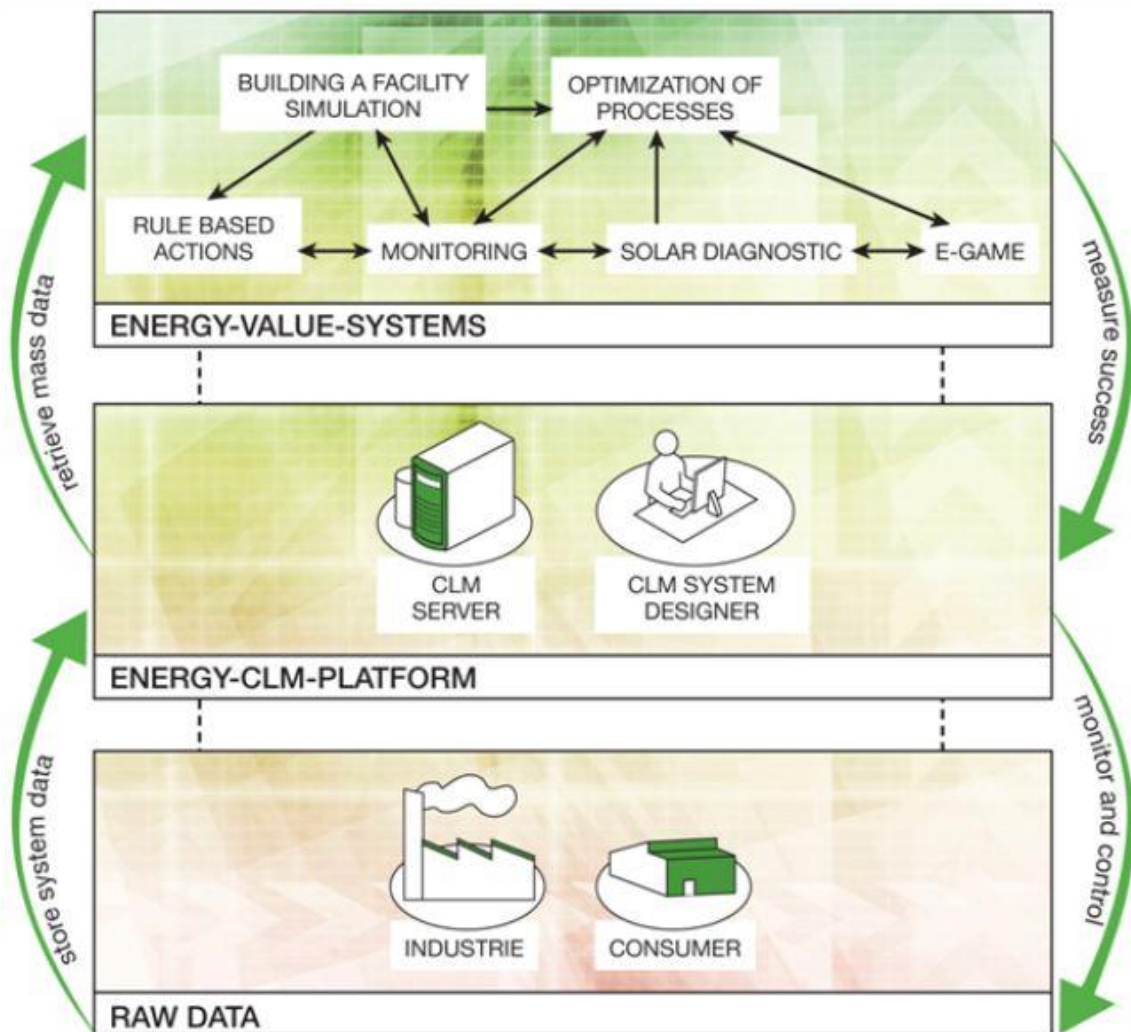 BUILDING A FACILITY
SIMULATION
OPTIMIZATION OF
PROCESSES
RULE BASED
ACTIONS
MONITORING
SOLAR DIAGNOSTIC
E-GAME
ENERGY-VALUE-SYSTEMS
retrieve mass data
measure success
CLM
SERVER
CLM SYSTEM
DESIGNER
ENERGY-CLM-PLATFORM
store system data
monitor and control
INDUSTRIE
CONSUMER
RAW DATA